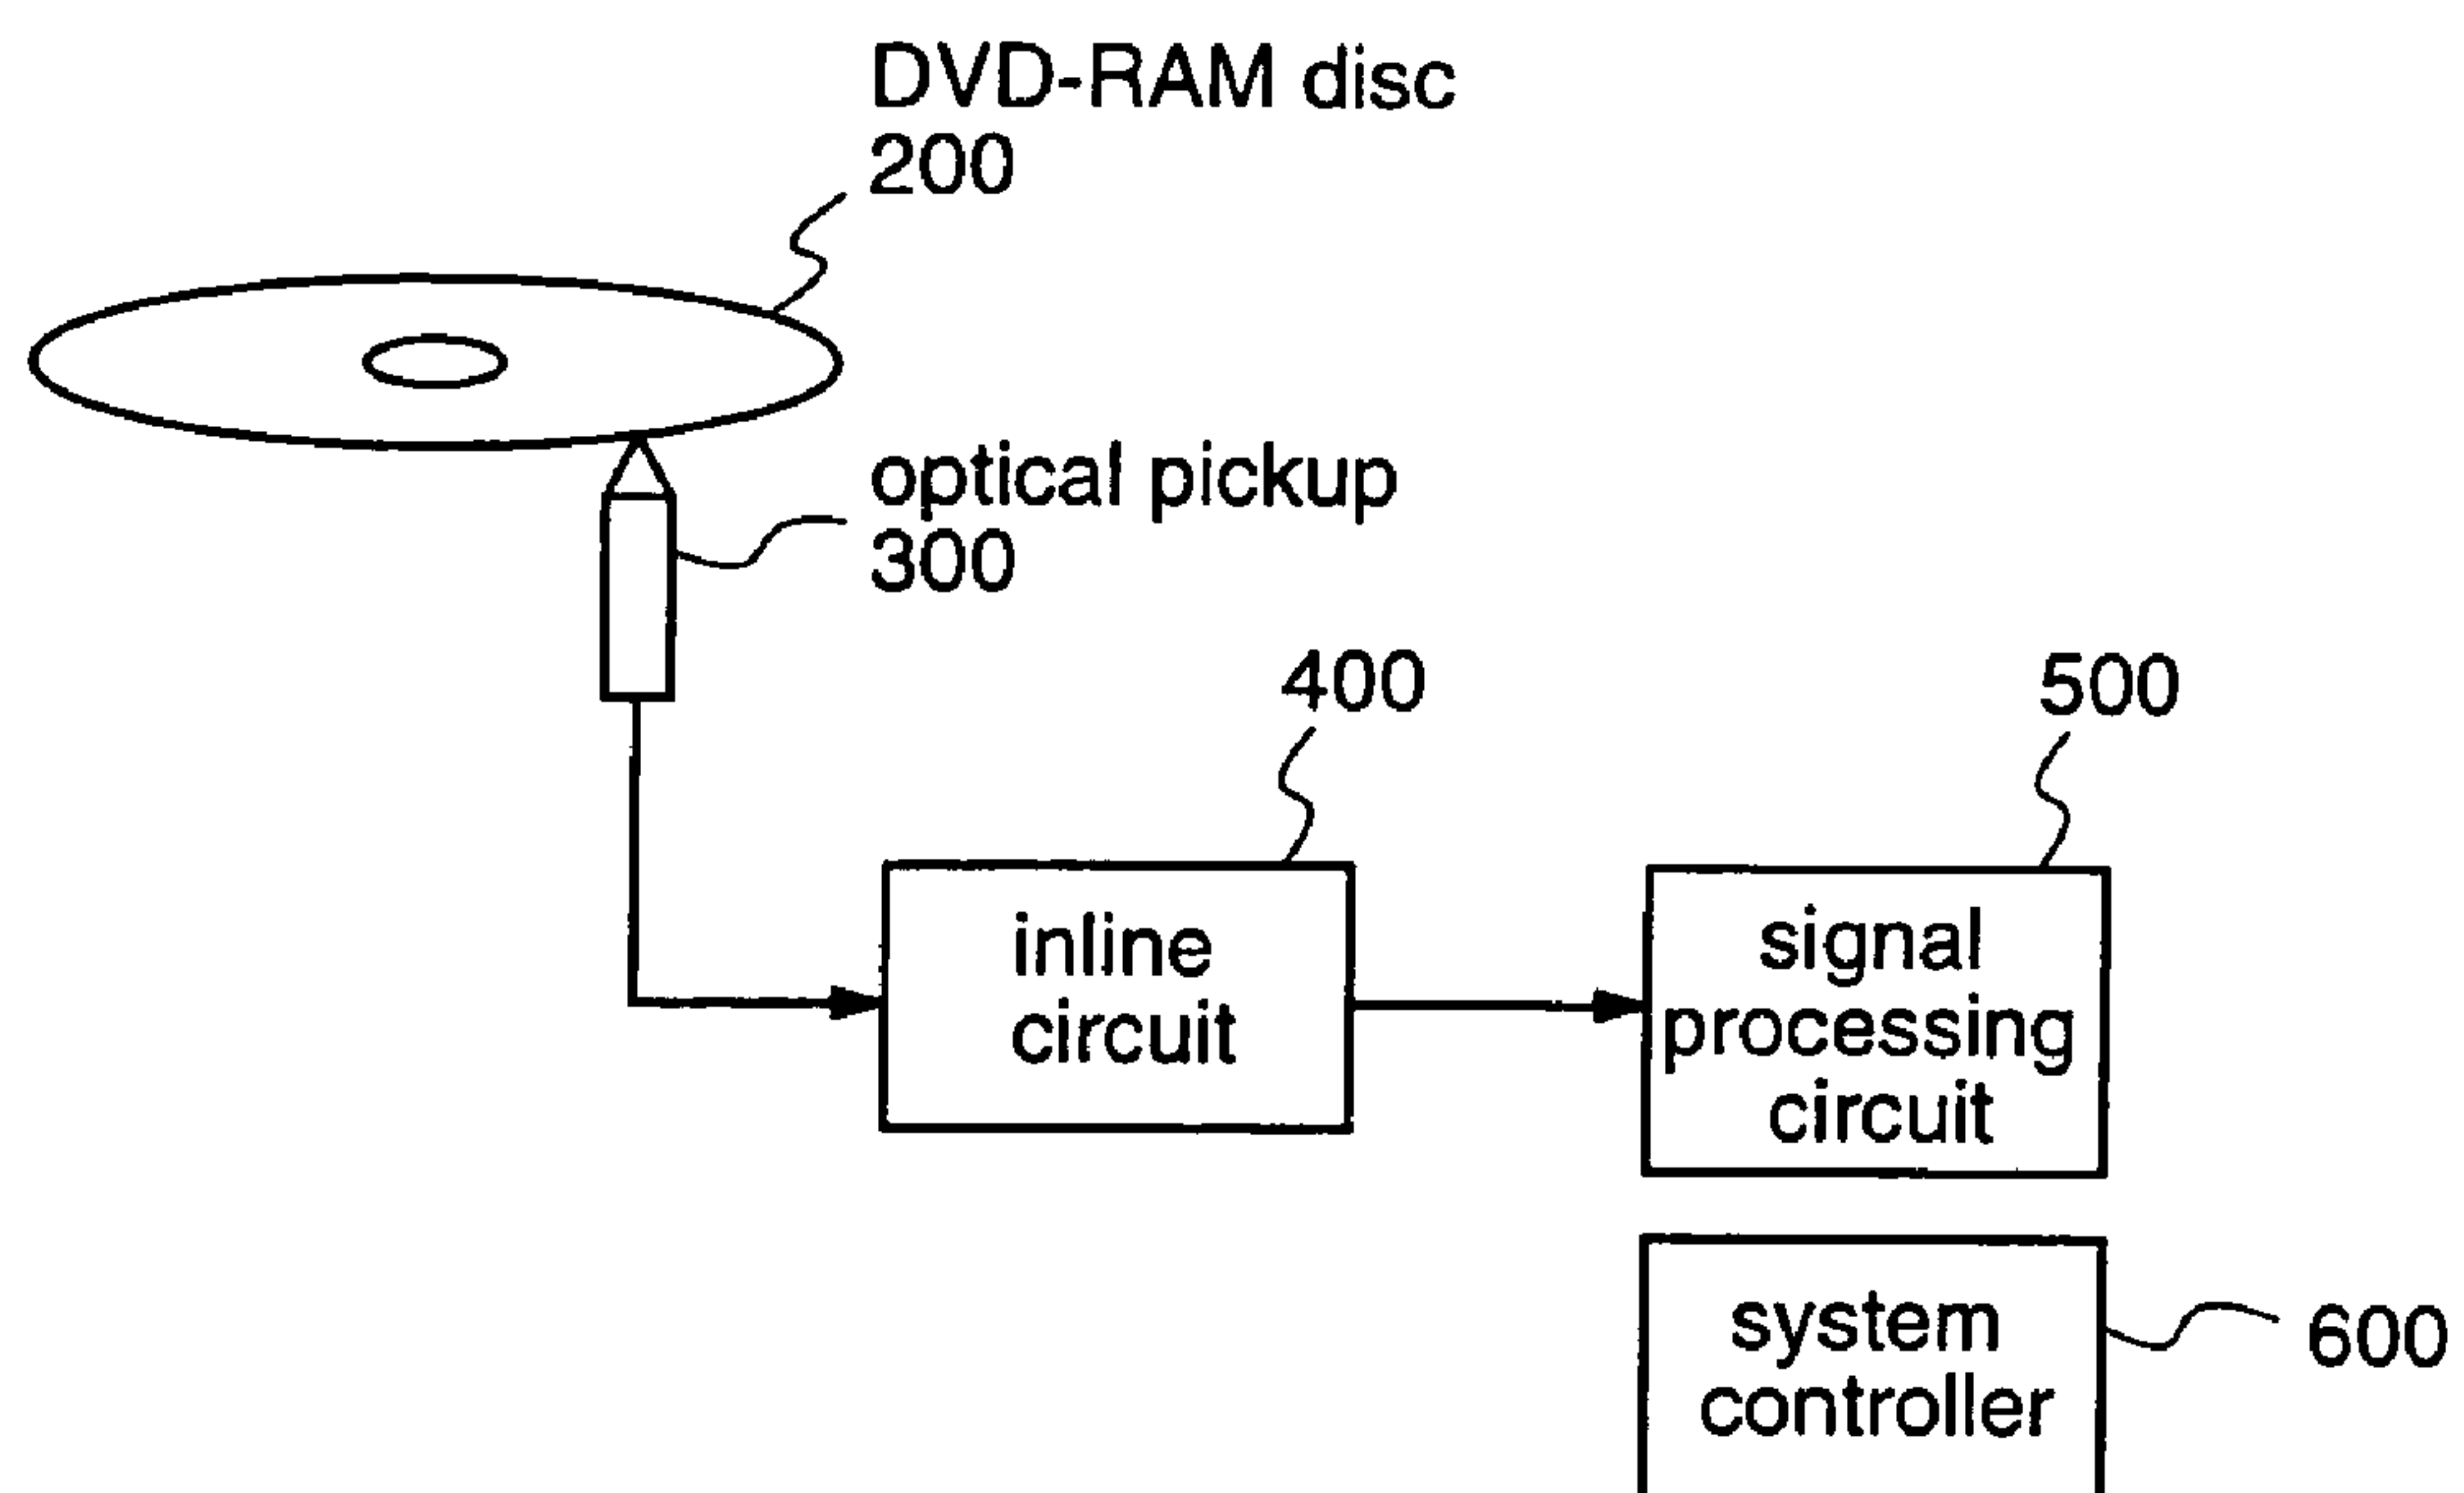 DVD-RAM disc
200
optical pickup
300
400
500
inline
circuit
signal
processing
circuit
system
controller
600